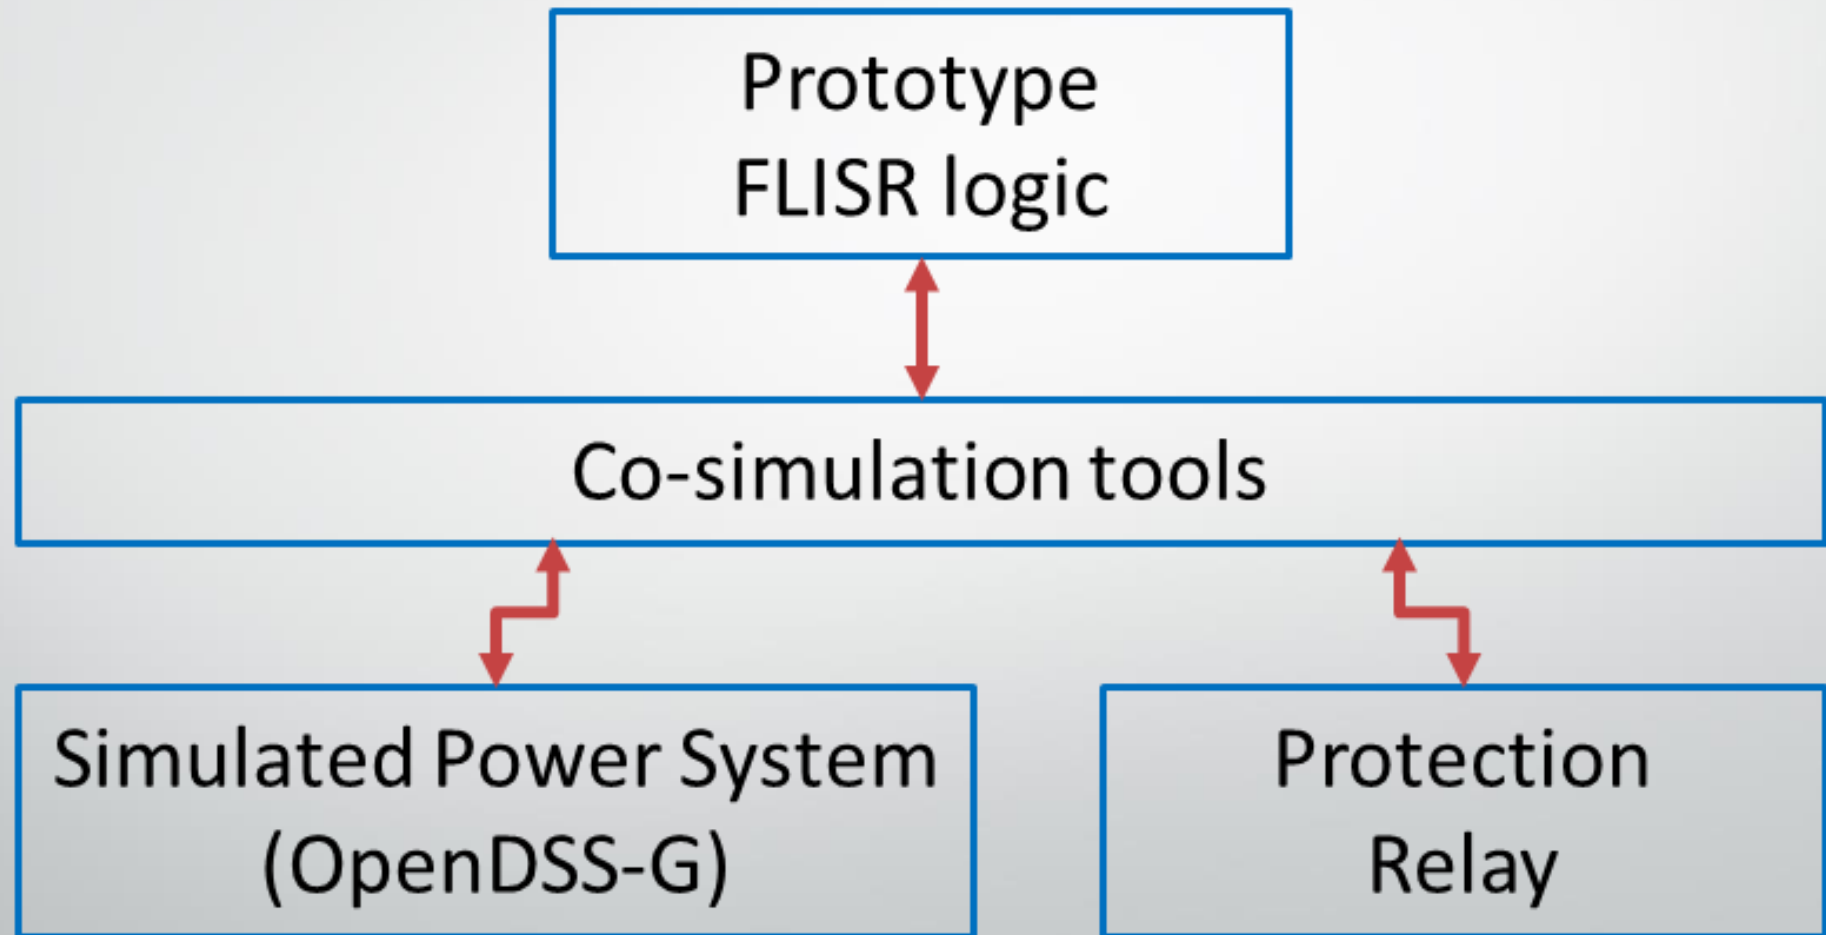 Prototype
FLISR logic
Co-simulation tools
Simulated Power System
(OpenDSS-G)
Protection
Relay